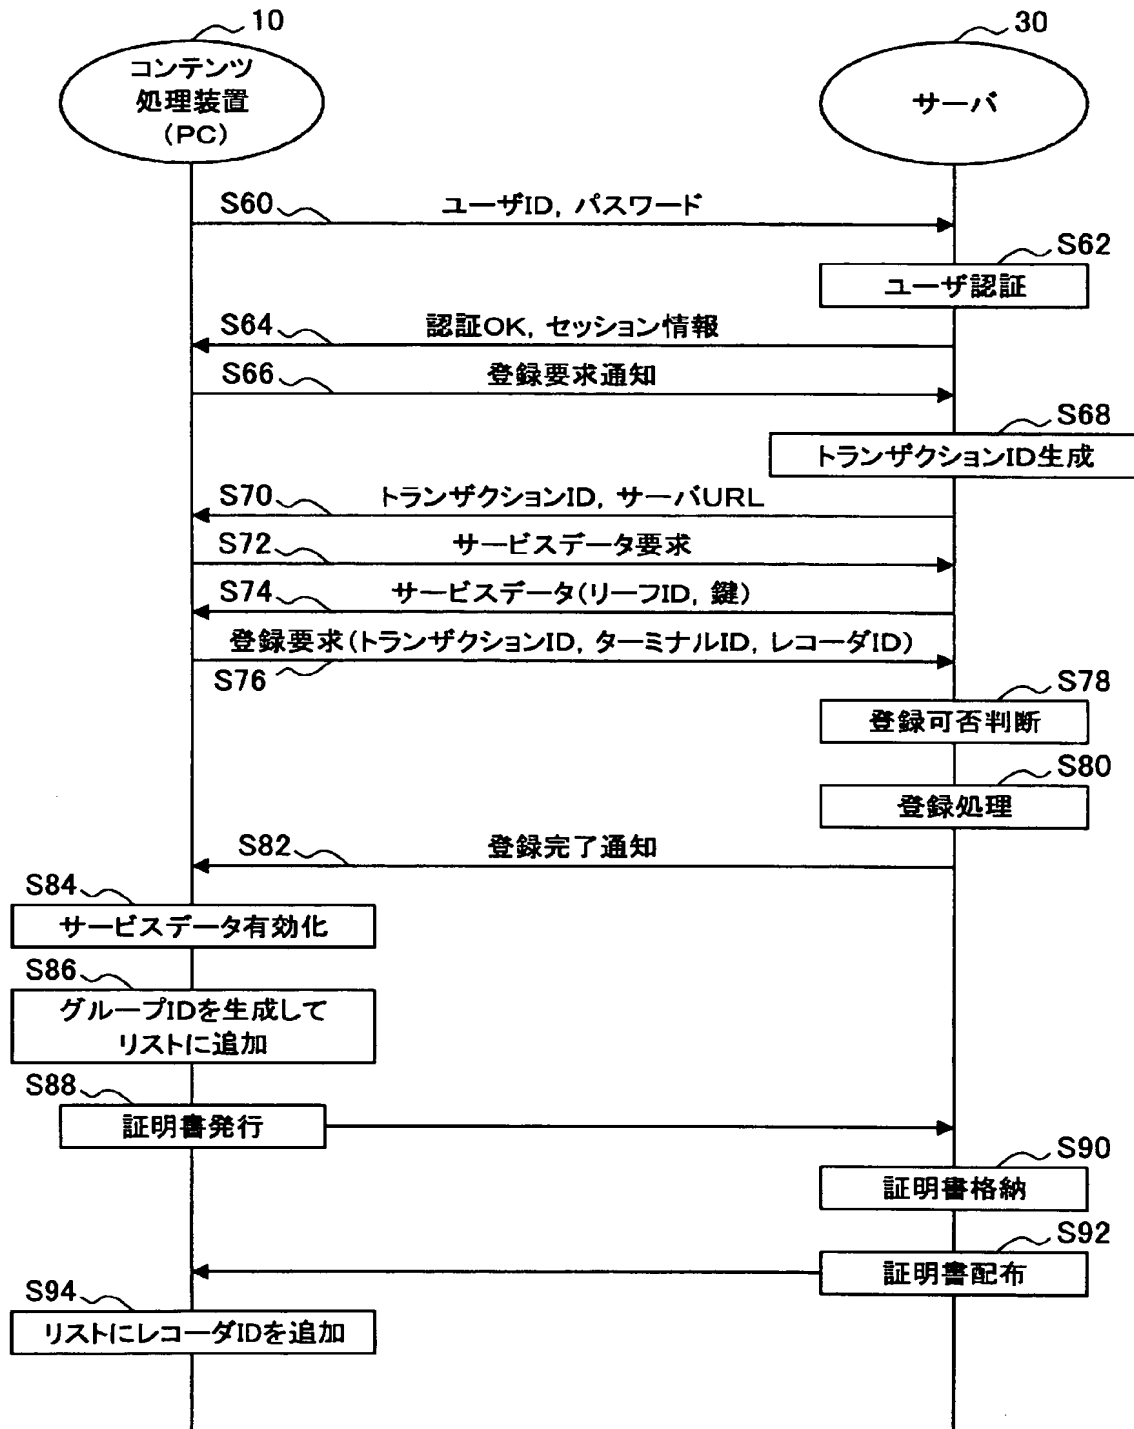 10
コンテンツ
処理装置
(PC)
30
サーバ
S60
ユーザID, パスワード
S62
ユーザ認証
S64
認証OK, セッション情報
S66
登録要求通知
S68
トランザクションID生成
S70
トランザクションID, サーバURL
S72
サービスデータ要求
S74
サービスデータ(リーフID, 鍵)
登録要求(トランザクションID, ターミナルID, レコーダID)
S76
S78
登録可否判断
S80
登録処理
S82
登録完了通知
S84
サービスデータ有効化
S86
グループIDを生成して
リストに追加
S88
証明書発行
S90
証明書格納
S92
証明書配布
S94
リストにレコーダIDを追加